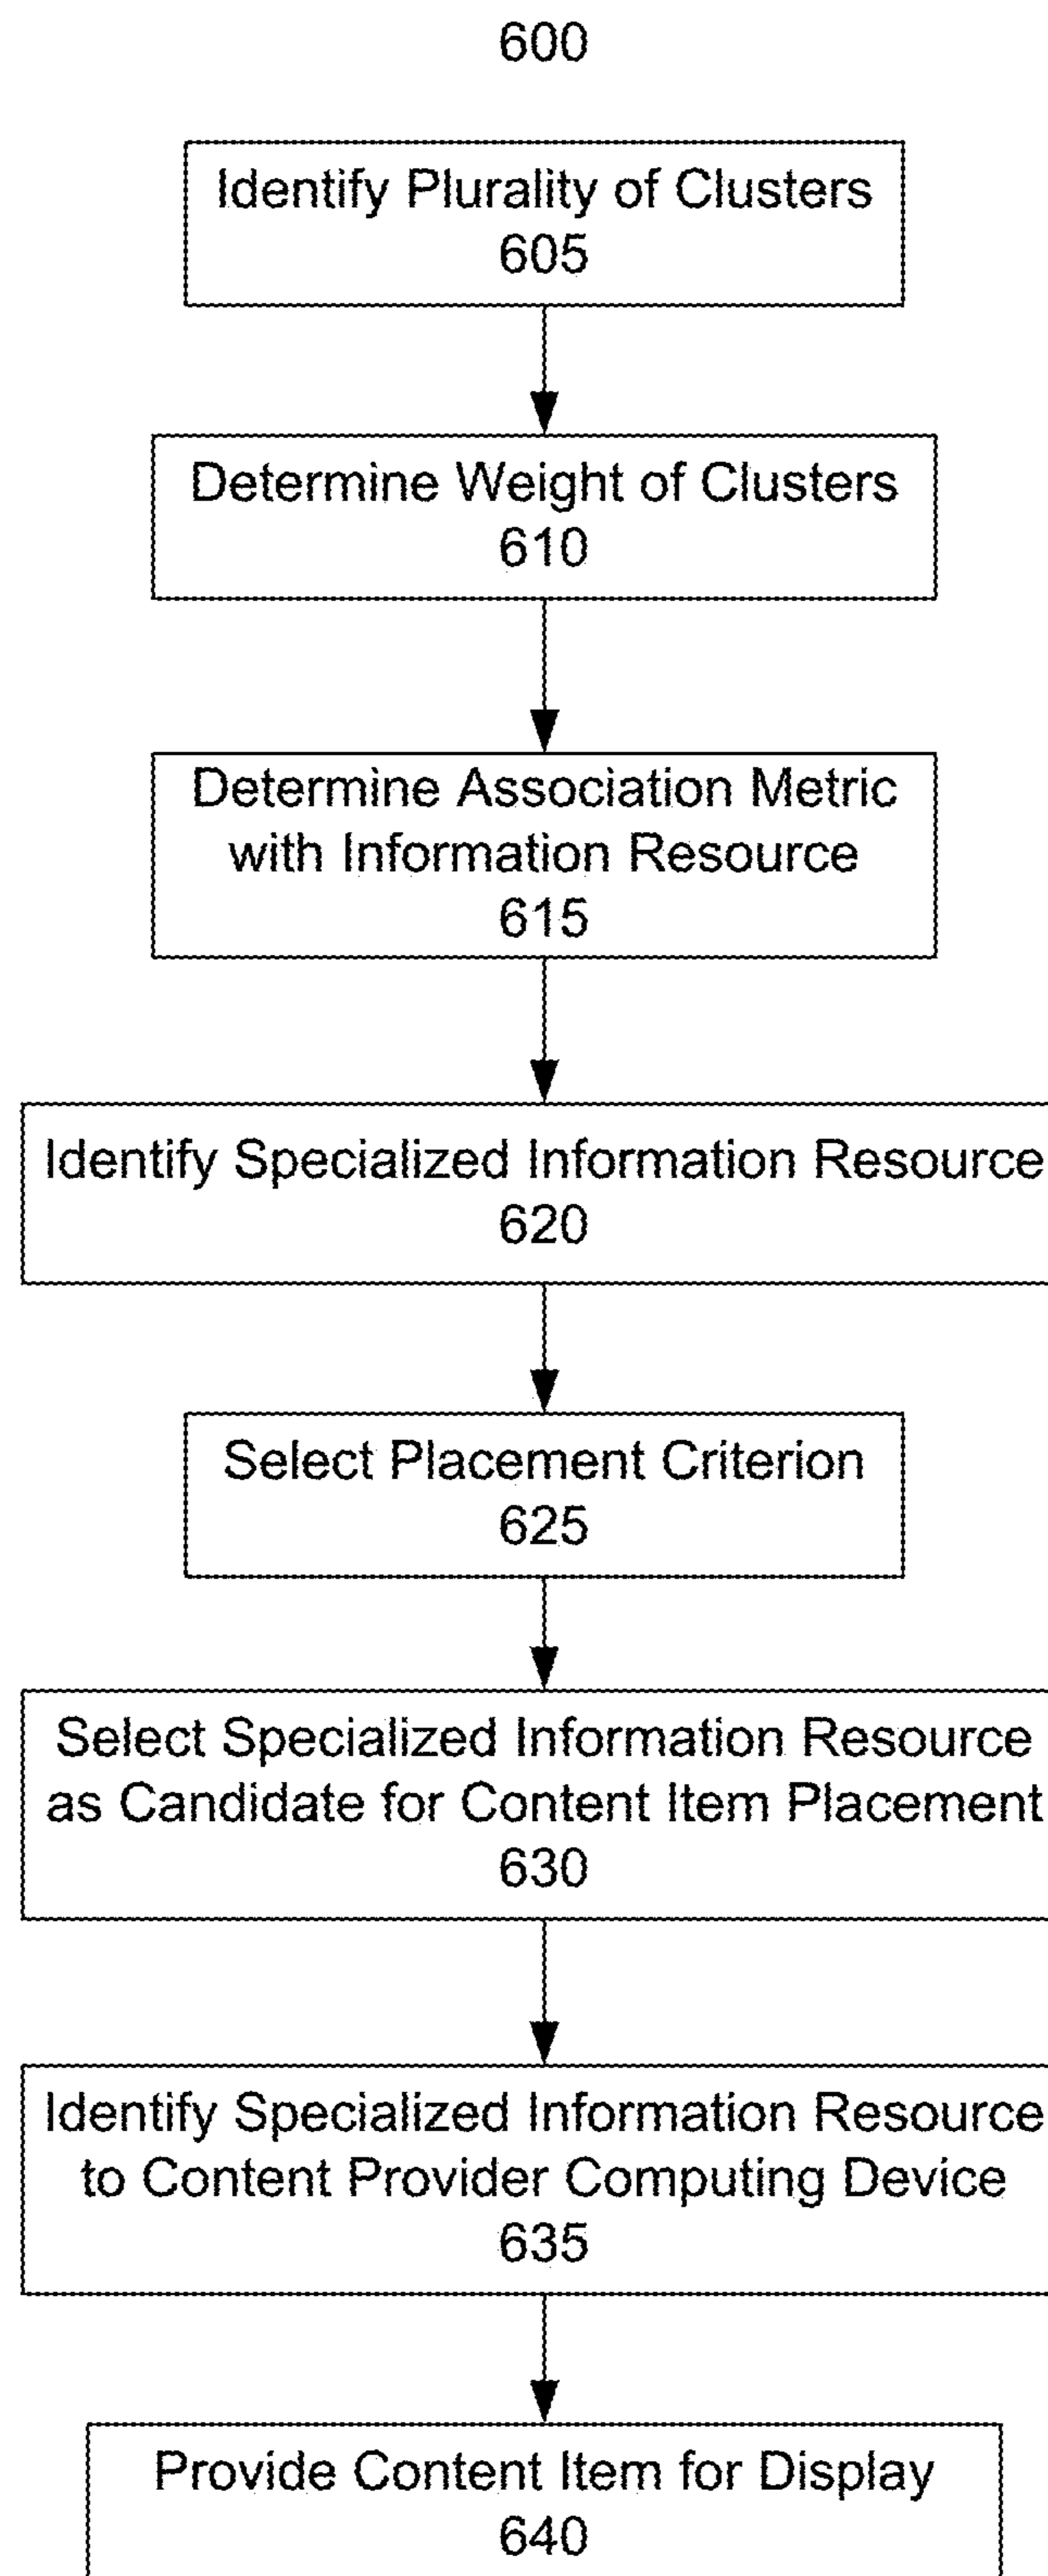 600
Identify Plurality of Clusters
605
Determine Weight of Clusters
610
Determine Association Metric
with Information Resource
615
Identify Specialized Information Resource
620
Select Placement Criterion
625
Select Specialized Information Resource
as Candidate for Content Item Placement
630
Identify Specialized Information Resource
to Content Provider Computing Device
635
Provide Content Item for Display
640